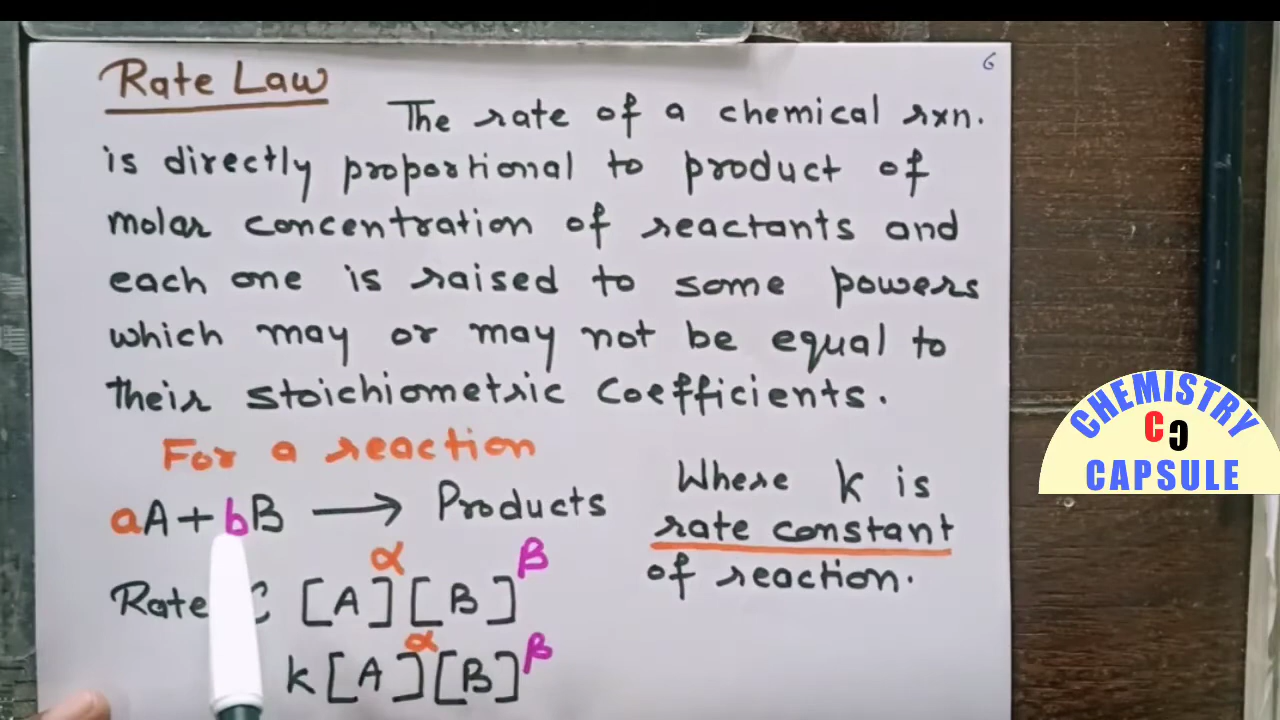 6
Rate Law
The rate of a chemical rxn.
is directly proportional to product of
molar concentration of reactants and
each one is raised to some powers
which may or may not be equal to
their stoichiometric coefficients.
For a reaction
aA + bB ⟶ Products
Rate [A]^α [B]^β
k[A]^α [B]^β
Where k is
rate constant
of reaction.
CHEMISTRY
CC
CAPSULE